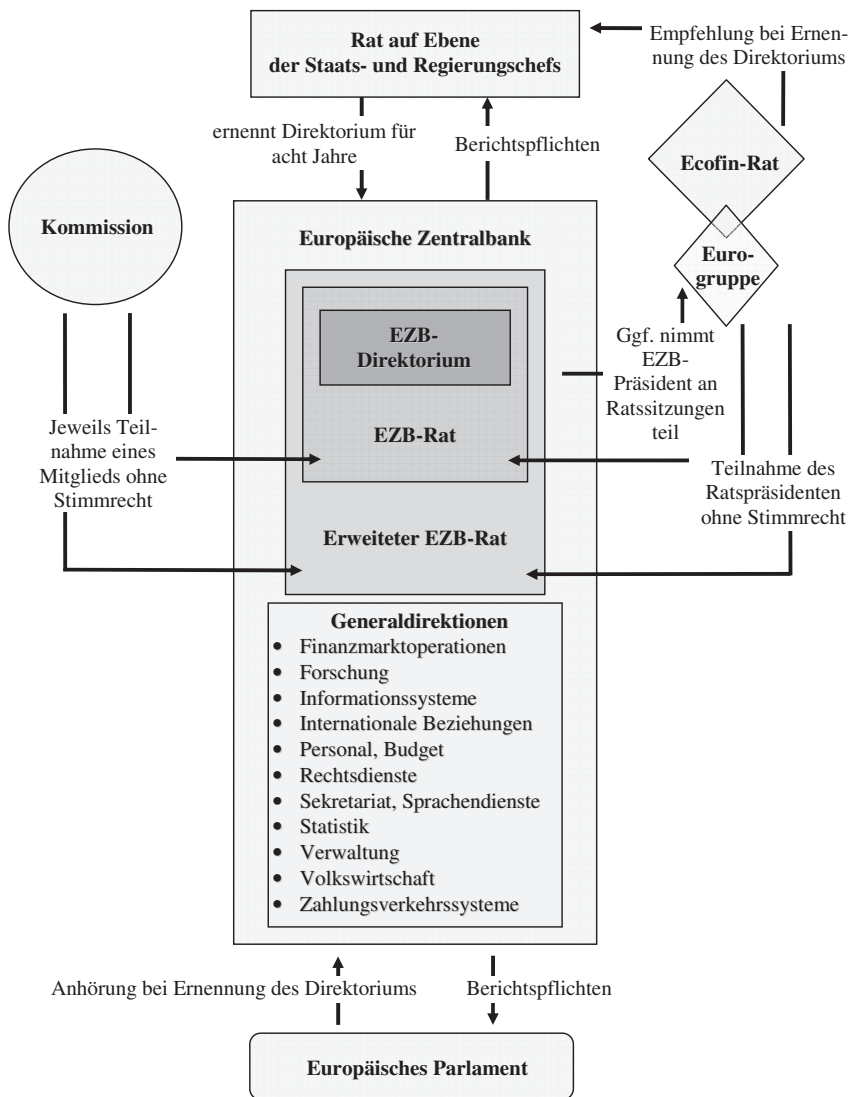 Rat auf Ebene
der Staats- und Regierungschefs
Empfehlung bei Ernen-
nung des Direktoriums
ernennt Direktorium für
acht Jahre
Berichtspflichten
Ecofin-Rat
Kommission
Europäische Zentralbank
Euro-
gruppe
EZB-
Direktorium
Ggf. nimmt
EZB-
Präsident an
Ratssitzungen
teil
EZB-Rat
Jeweils Teil-
nahme eines
Mitglieds ohne
Stimmrecht
Teilnahme des
Ratspräsidenten
ohne Stimmrecht
Erweiteter EZB-Rat
Generaldirektionen
• Finanzmarktoperationen
• Forschung
• Informationssysteme
• Internationale Beziehungen
• Personal, Budget
• Rechtsdienste
• Sekretariat, Sprachendienste
• Statistik
• Verwaltung
• Volkswirtschaft
• Zahlungsverkehrssysteme
Anhörung bei Ernennung des Direktoriums
Berichtspflichten
Europäisches Parlament